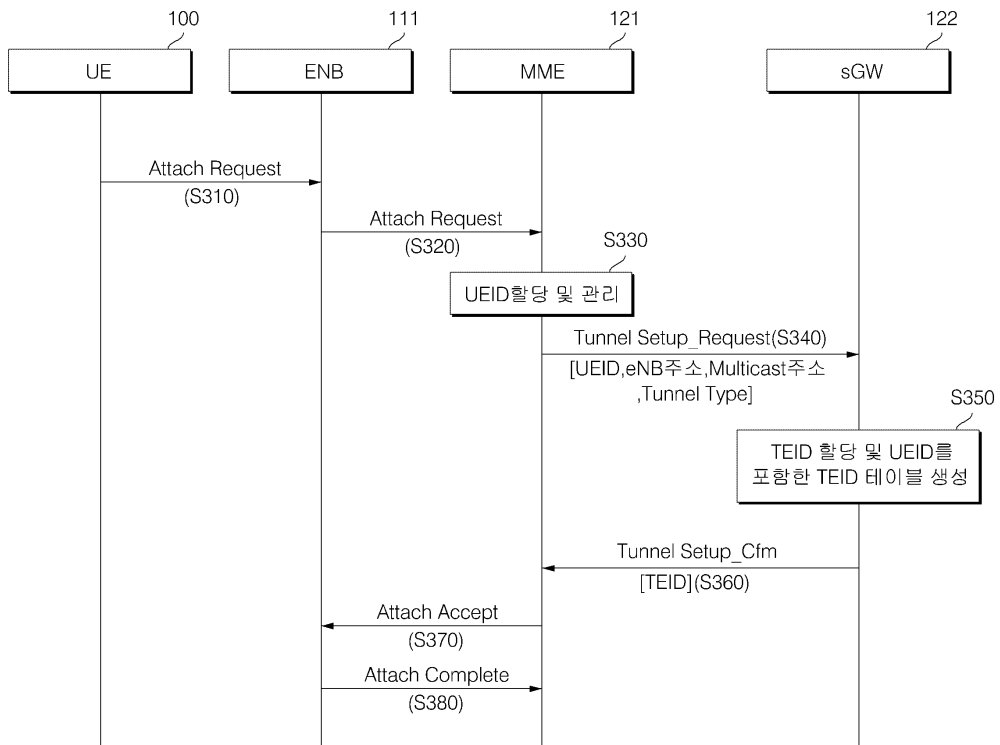 100
111
121
122
UE
ENB
MME
sGW
Attach Request
(S310)
Attach Request
(S320)
S330
UEID할당 및 관리
Tunnel Setup_Request(S340)
[UEID,eNB주소,Multicast주소
,Tunnel Type]
S350
TEID 할당 및 UEID를
포함한 TEID 테이블 생성
Tunnel Setup_Cfm
[TEID](S360)
Attach Accept
(S370)
Attach Complete
(S380)